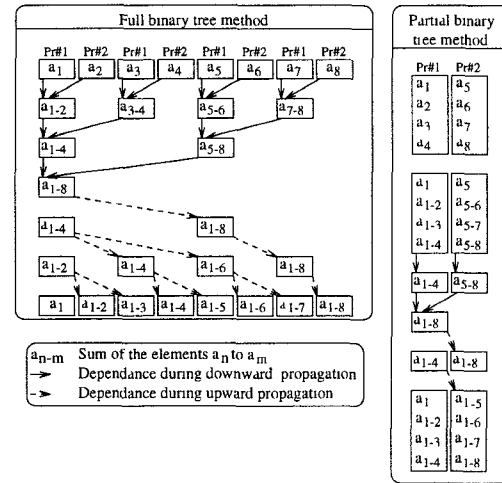 Full binary tree method
Pr#1 Pr#2 Pr#1 Pr#2 Pr#1 Pr#2 Pr#1 Pr#2
a1 a2 a3 a4 a5 a6 a7 a8
a1-2 a3-4 a5-6 a7-8
a1-4 a5-8
a1-8
a1-4 a1-8
a1-2 a1-4 a1-6 a1-8
a1 a1-2 a1-3 a1-4 a1-5 a1-6 a1-7 a1-8
an-m Sum of the elements an to am
Dependance during downward propagation
Dependance during upward propagation
Partial binary
tree method
Pr#1 Pr#2
a1 a5
a2 a6
a3 a7
a4 a8
a1 a5
a1-2 a5-6
a1-3 a5-7
a1-4 a5-8
a1-4 a5-8
a1-8
a1-4 a1-8
a1 a1-5
a1-2 a1-6
a1-3 a1-7
a1-4 a1-8